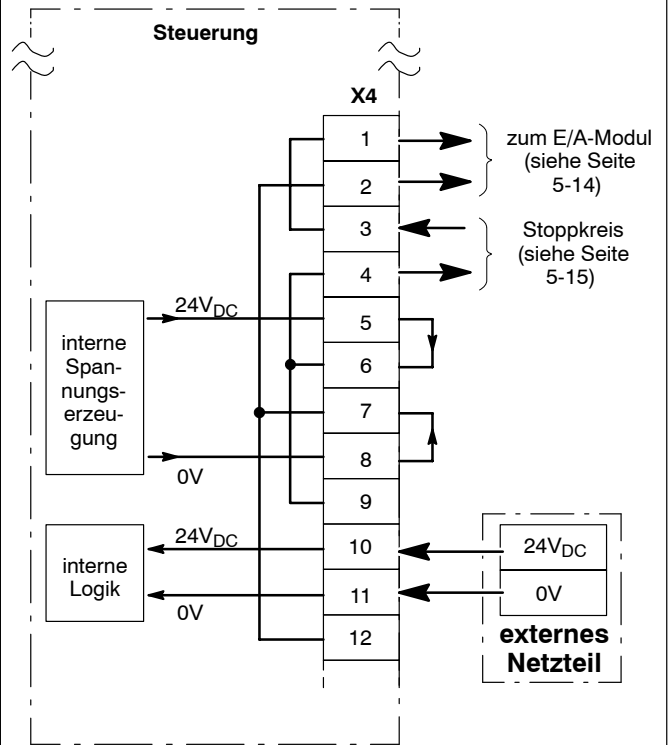 Steuerung
X4
1
2
3
4
5
6
7
8
9
10
11
12
zum E/A-Modul
(siehe Seite
5-14)
Stoppkreis
(siehe Seite
5-15)
interne
Span-
nungs-
erzeu-
gung
24VDC
0V
interne
Logik
24VDC
0V
24VDC
0V
externes
Netzteil